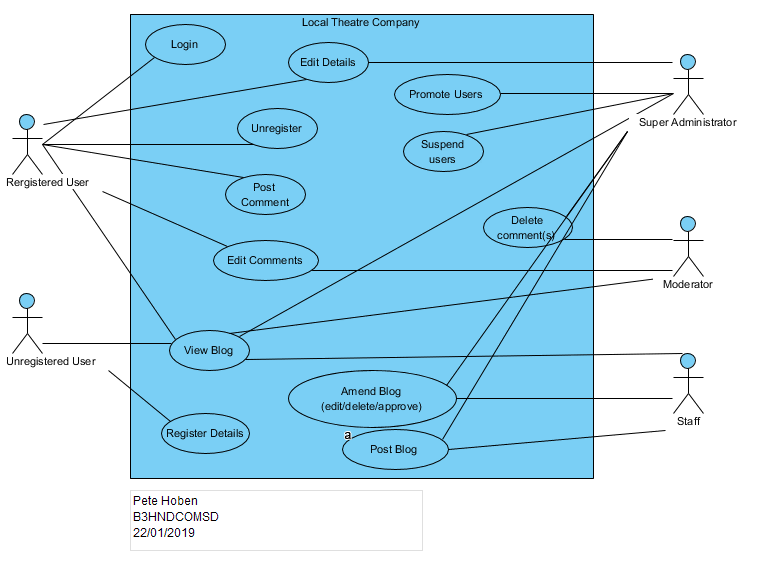 Local Theatre Company
Login
Edit Details
Promote Users
Super Administrator
Unregister
Suspend
users
Rergistered User
Post
Comment
Delete
comment(s)
Edit Comments
Moderator
View Blog
Unregistered User
Amend Blog
(edit/delete/approve)
Staff
Register Details
a
Post Blog
Pete Hoben
B3HNDCOMSD
22/01/2019